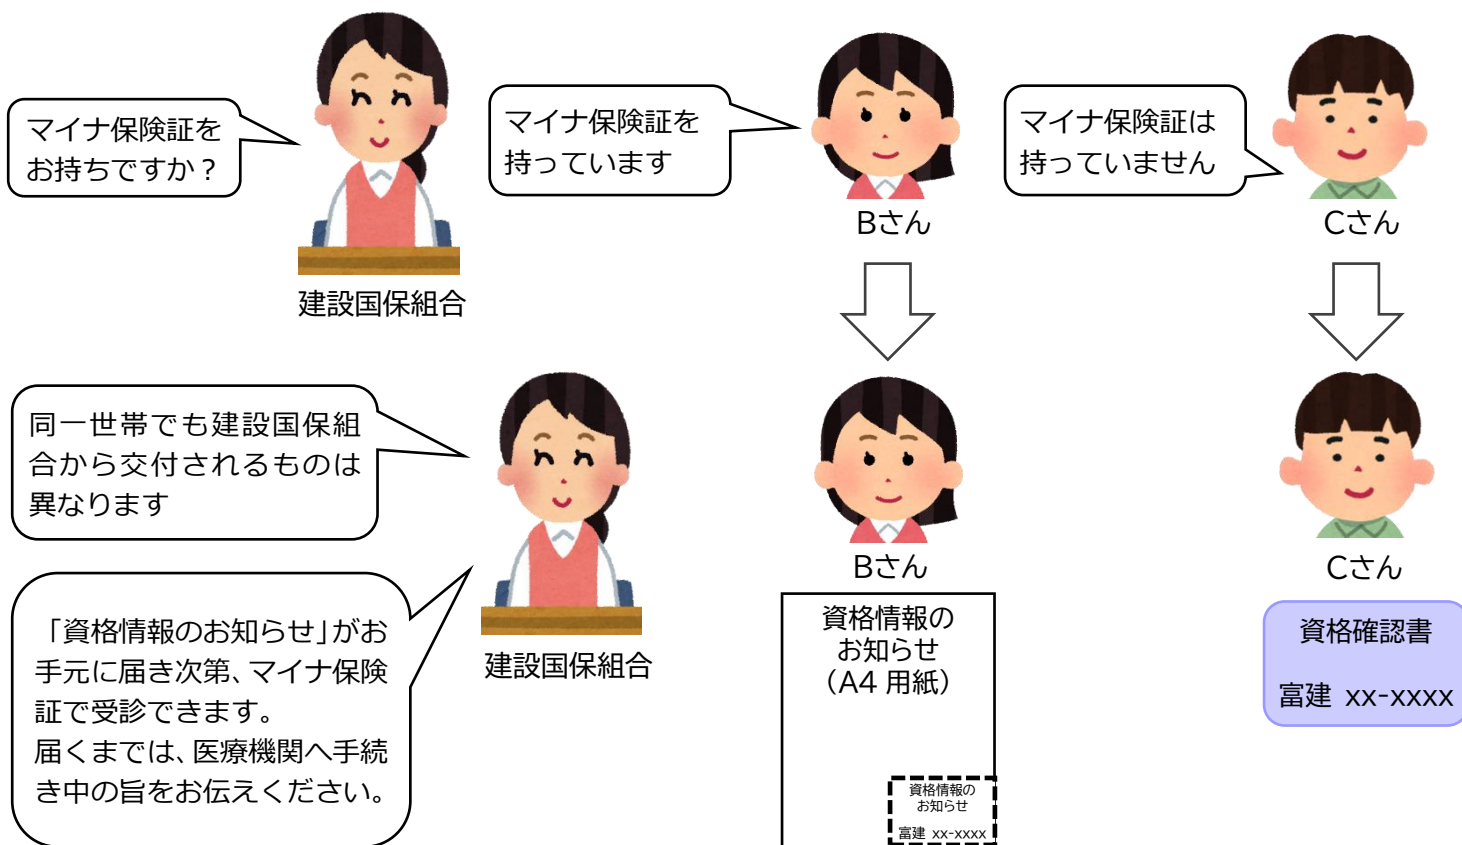 マイナ保険証を
お持ちですか？
建設国保組合
マイナ保険証を
持っています
Bさん
マイナ保険証は
持っていません
Cさん
同一世帯でも建設国保組
合から交付されるものは
異なります
「資格情報のお知らせ」がお
手元に届き次第、マイナ保険
証で受診できます。
届くまでは、医療機関へ手続
き中の旨をお伝えください。
建設国保組合
Bさん
資格情報の
お知らせ
（A4 用紙）
資格情報の
お知らせ
富建 xx-xxxx
Cさん
資格確認書
富建 xx-xxxx